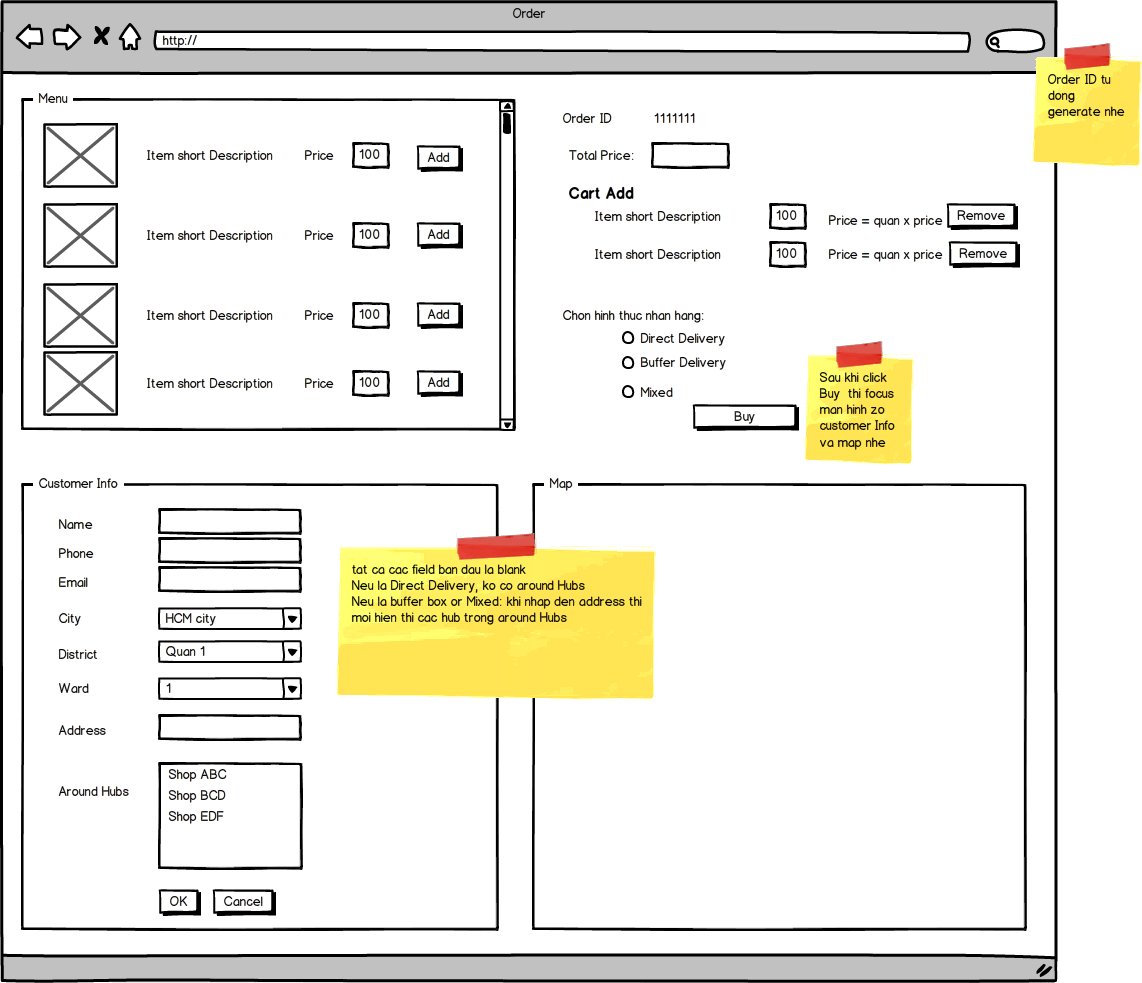 Order
http://
Order ID tu
dong
generate nhe
Menu
Item short Description Price 100 Add
Item short Description Price 100 Add
Item short Description Price 100 Add
Item short Description Price 100 Add
Order ID 1111111
Total Price:
Cart Add
Item short Description 100 Price = quan x price Remove
Item short Description 100 Price = quan x price Remove
Chon hinh thuc nhan hang:
Direct Delivery
Buffer Delivery
Mixed
Buy
Sau khi click
Buy thi focus
man hinh zo
customer Info
va map nhe
Customer Info
Name
Phone
Email
City HCM city
District Quan 1
Ward 1
Address
Around Hubs
Shop ABC
Shop BCD
Shop EDF
OK Cancel
tat ca cac field ban dau la blank
Neu la Direct Delivery, ko co around Hubs
Neu la buffer box or Mixed: khi nhap den address thi
moi hien thi cac hub trong around Hubs
Map